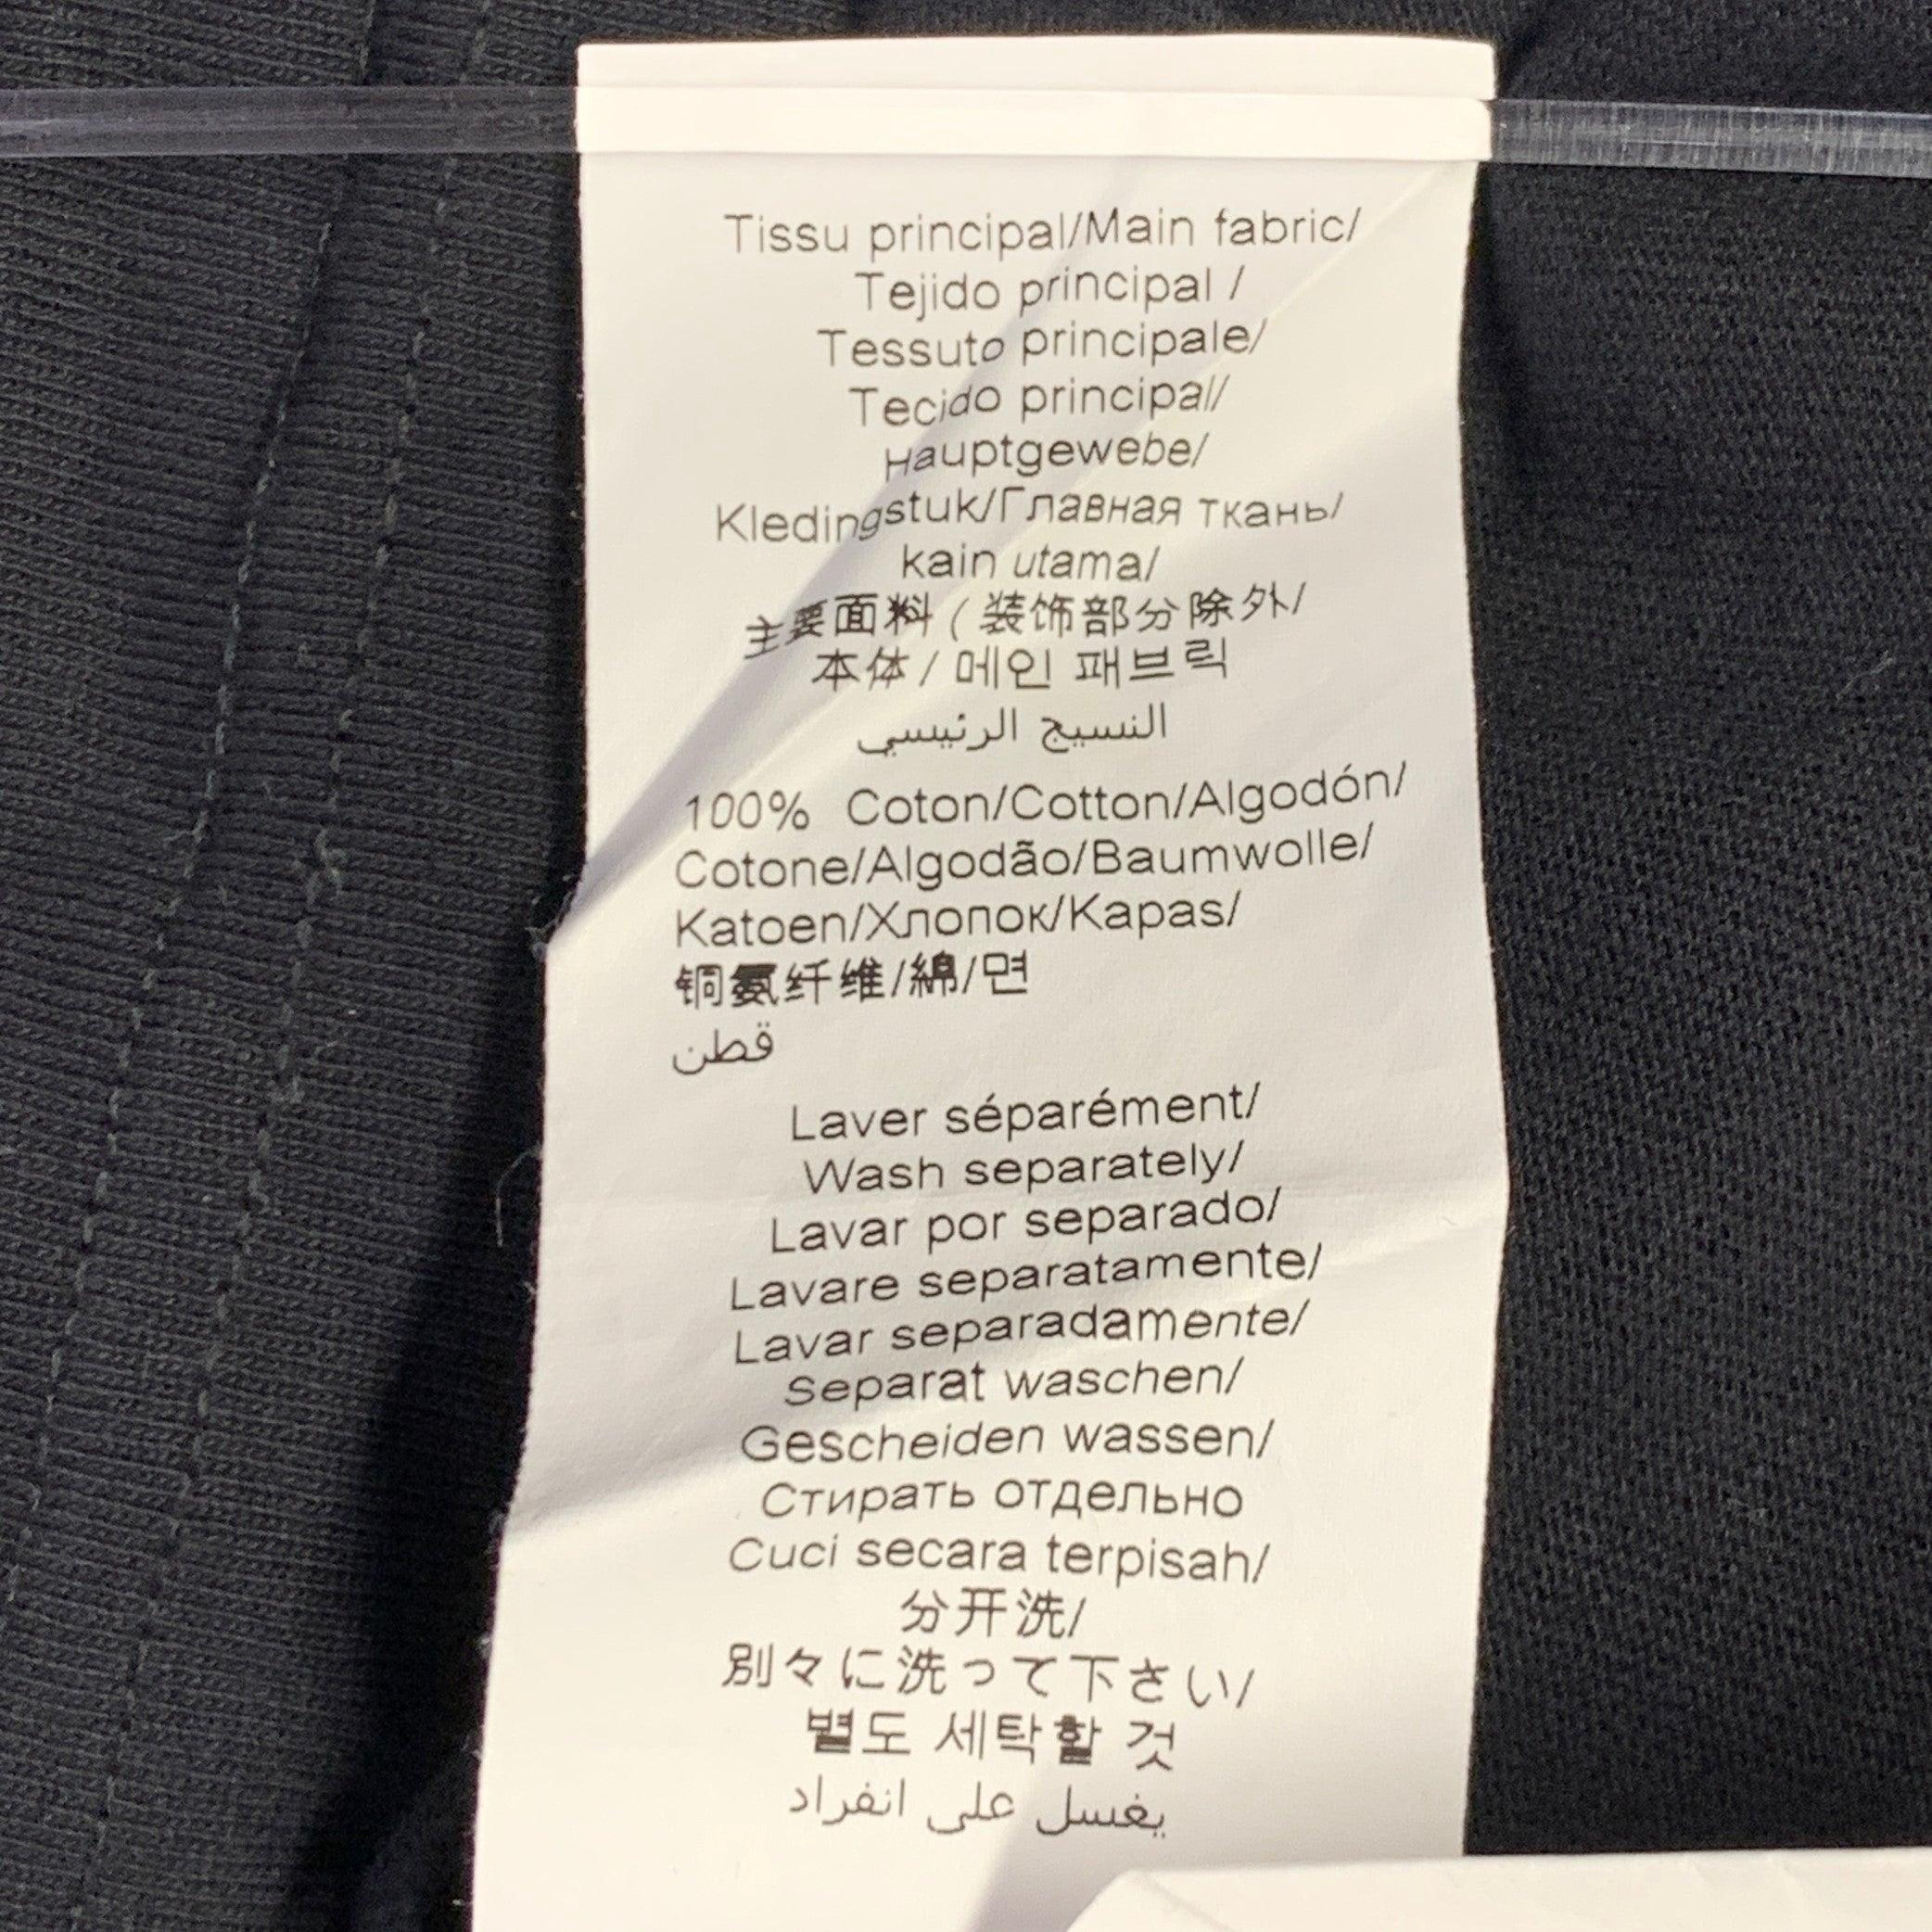 Tissu principal/Main fabric/
Tejido principal /
Tessuto principale/
Tecido principal/
Hauptgewebe/
Kledingstuk/Главная ткань/
kain utama/
主要面料 ( 装饰部分除外/
本体 / 메인 패브릭
النسيج الرئيسي
100% Coton/Cotton/Algodón/
Cotone/Algodão/Baumwolle/
Katoen/Хлопок/Kapas/
铜氨纤维/綿/면
قطن
Laver séparément/
Wash separately/
Lavar por separado/
Lavare separatamente/
Lavar separadamente/
Separat waschen/
Gescheiden wassen/
Стирать отдельно
Cuci secara terpisah/
分开洗/
別々に洗って下さい/
별도 세탁할 것
يغسل على انفراد